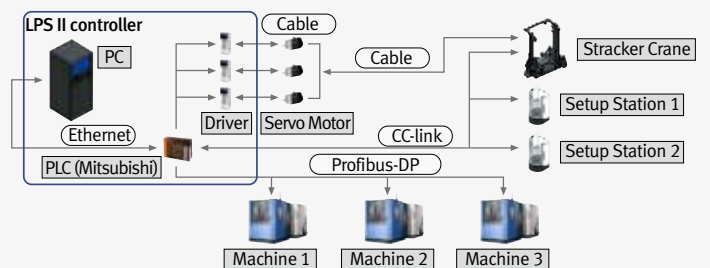 LPS II controller
PC
Cable
Cable
Stracker Crane
Ethernet
Driver
Servo Motor
Setup Station 1
CC-link
PLC (Mitsubishi)
Setup Station 2
Profibus-DP
Machine 1
Machine 2
Machine 3